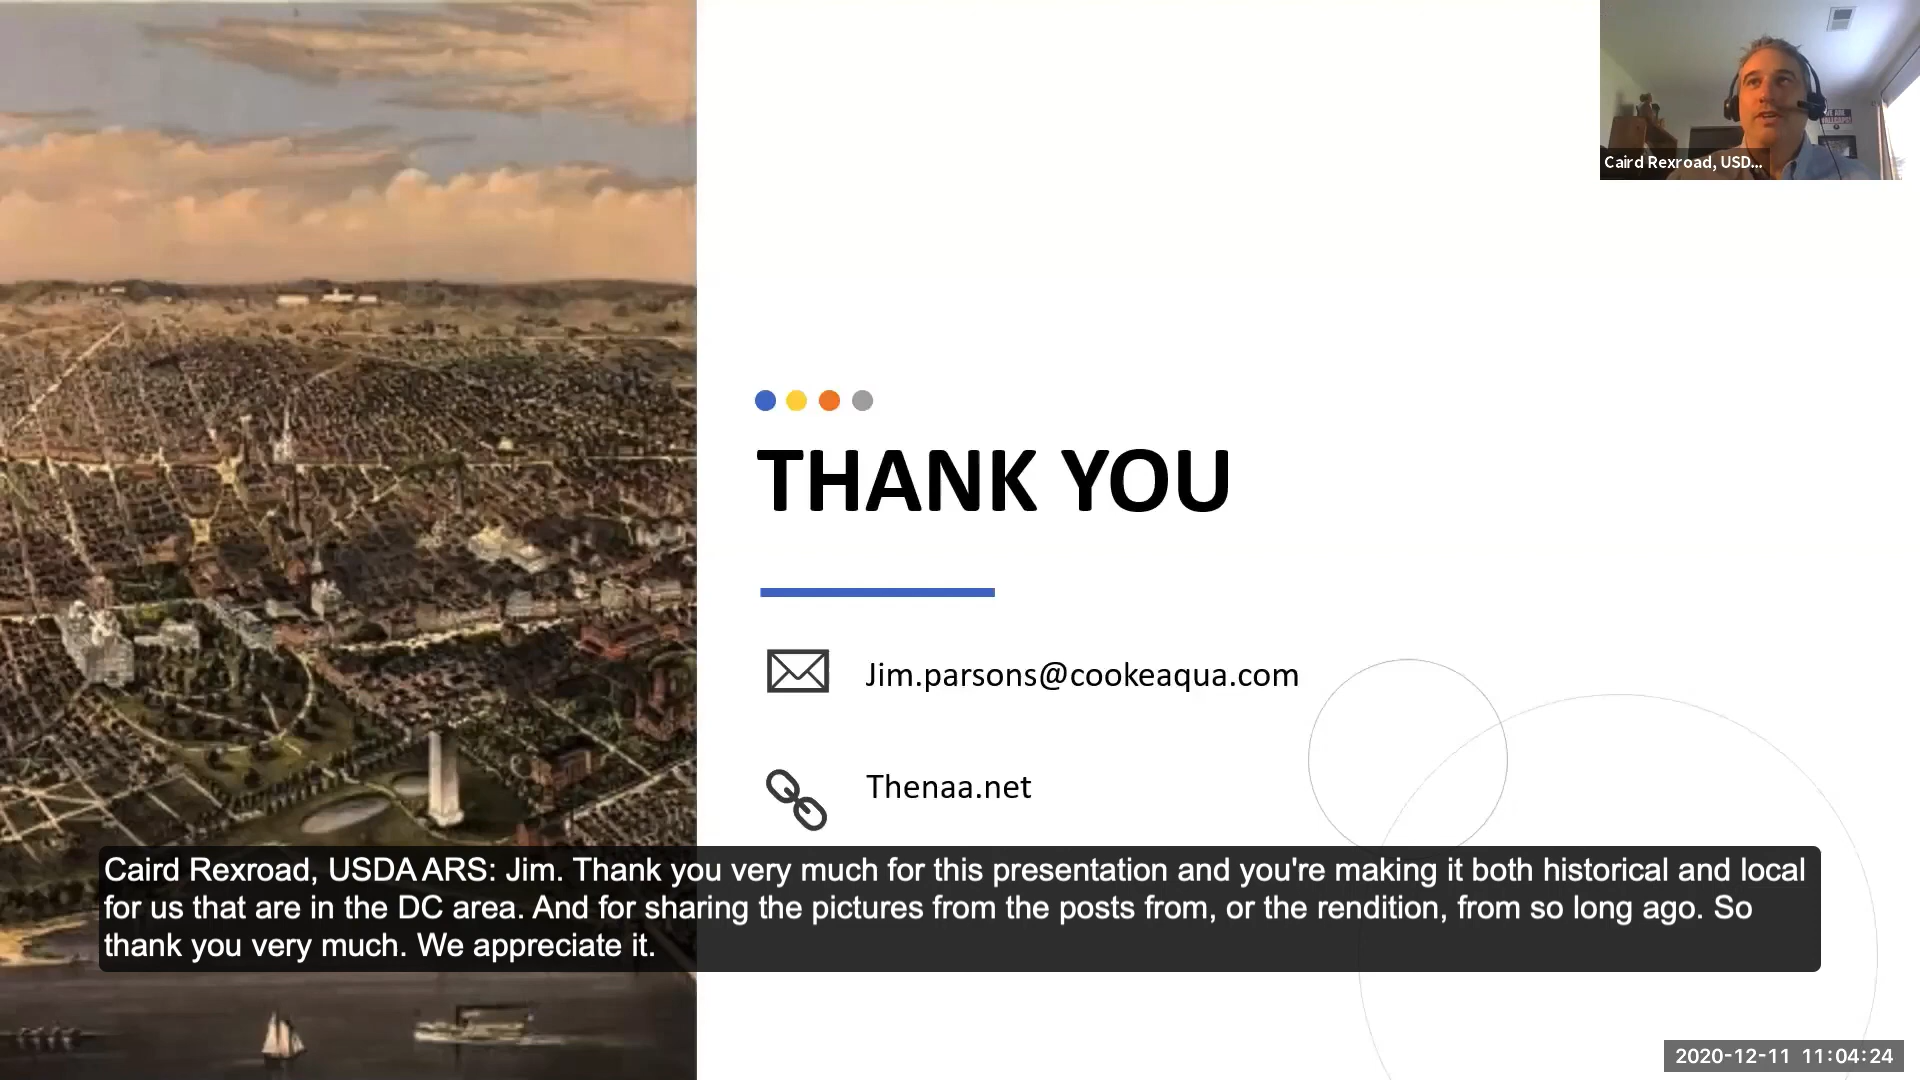 Caird Rexroad, USD...
THANK YOU
Jim.parsons@cookeaqua.com
Thenaa.net
Caird Rexroad, USDA ARS: Jim. Thank you very much for this presentation and you're making it both historical and local
for us that are in the DC area. And for sharing the pictures from the posts from, or the rendition, from so long ago. So
thank you very much. We appreciate it.
2020-12-11 11:04:24